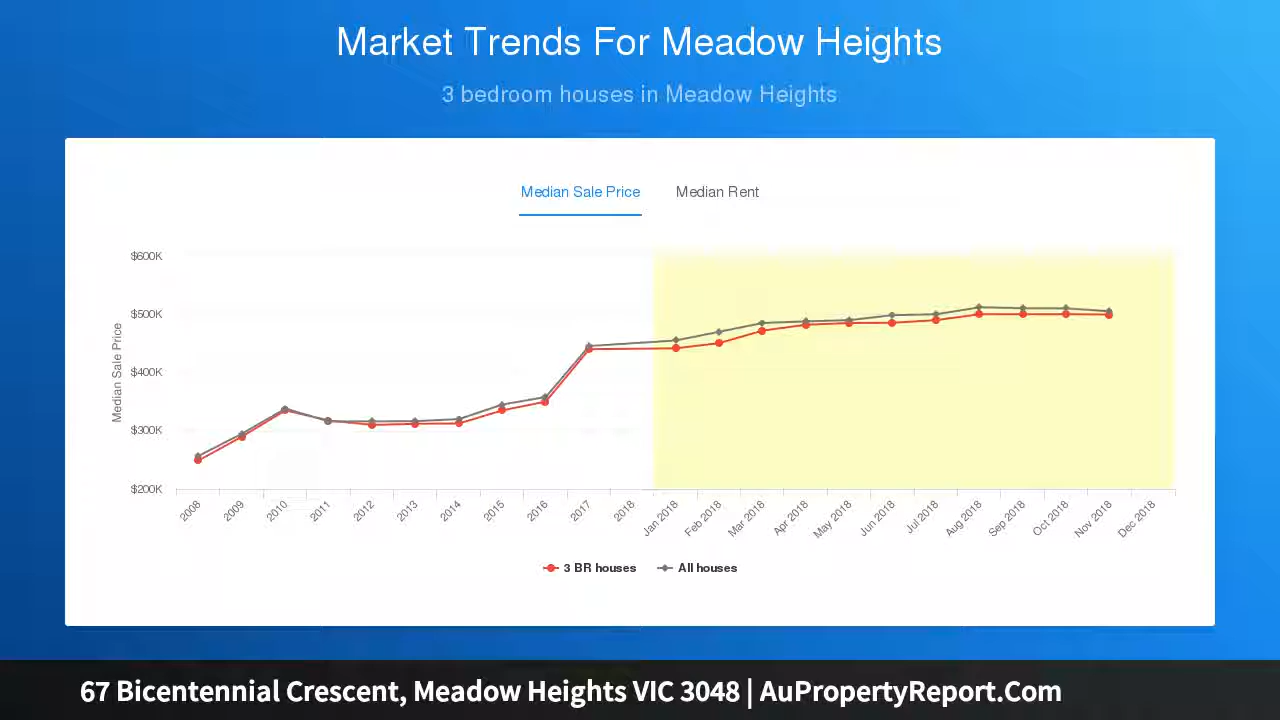 Market Trends For Meadow Heights
3 bedroom houses in Meadow Heights
Median Sale Price Median Rent
$600K
$500K
$400K
$300K
$200K
Median Sale Price
2008 2009 2010 2011 2012 2013 2014 2015 2016 2017 2018 Jan 2018 Feb 2018 Mar 2018 Apr 2018 May 2018 Jun 2018 Jul 2018 Aug 2018 Sep 2018 Oct 2018 Nov 2018 Dec 2018
3 BR houses All houses
67 Bicentennial Crescent, Meadow Heights VIC 3048 | AuPropertyReport.Com